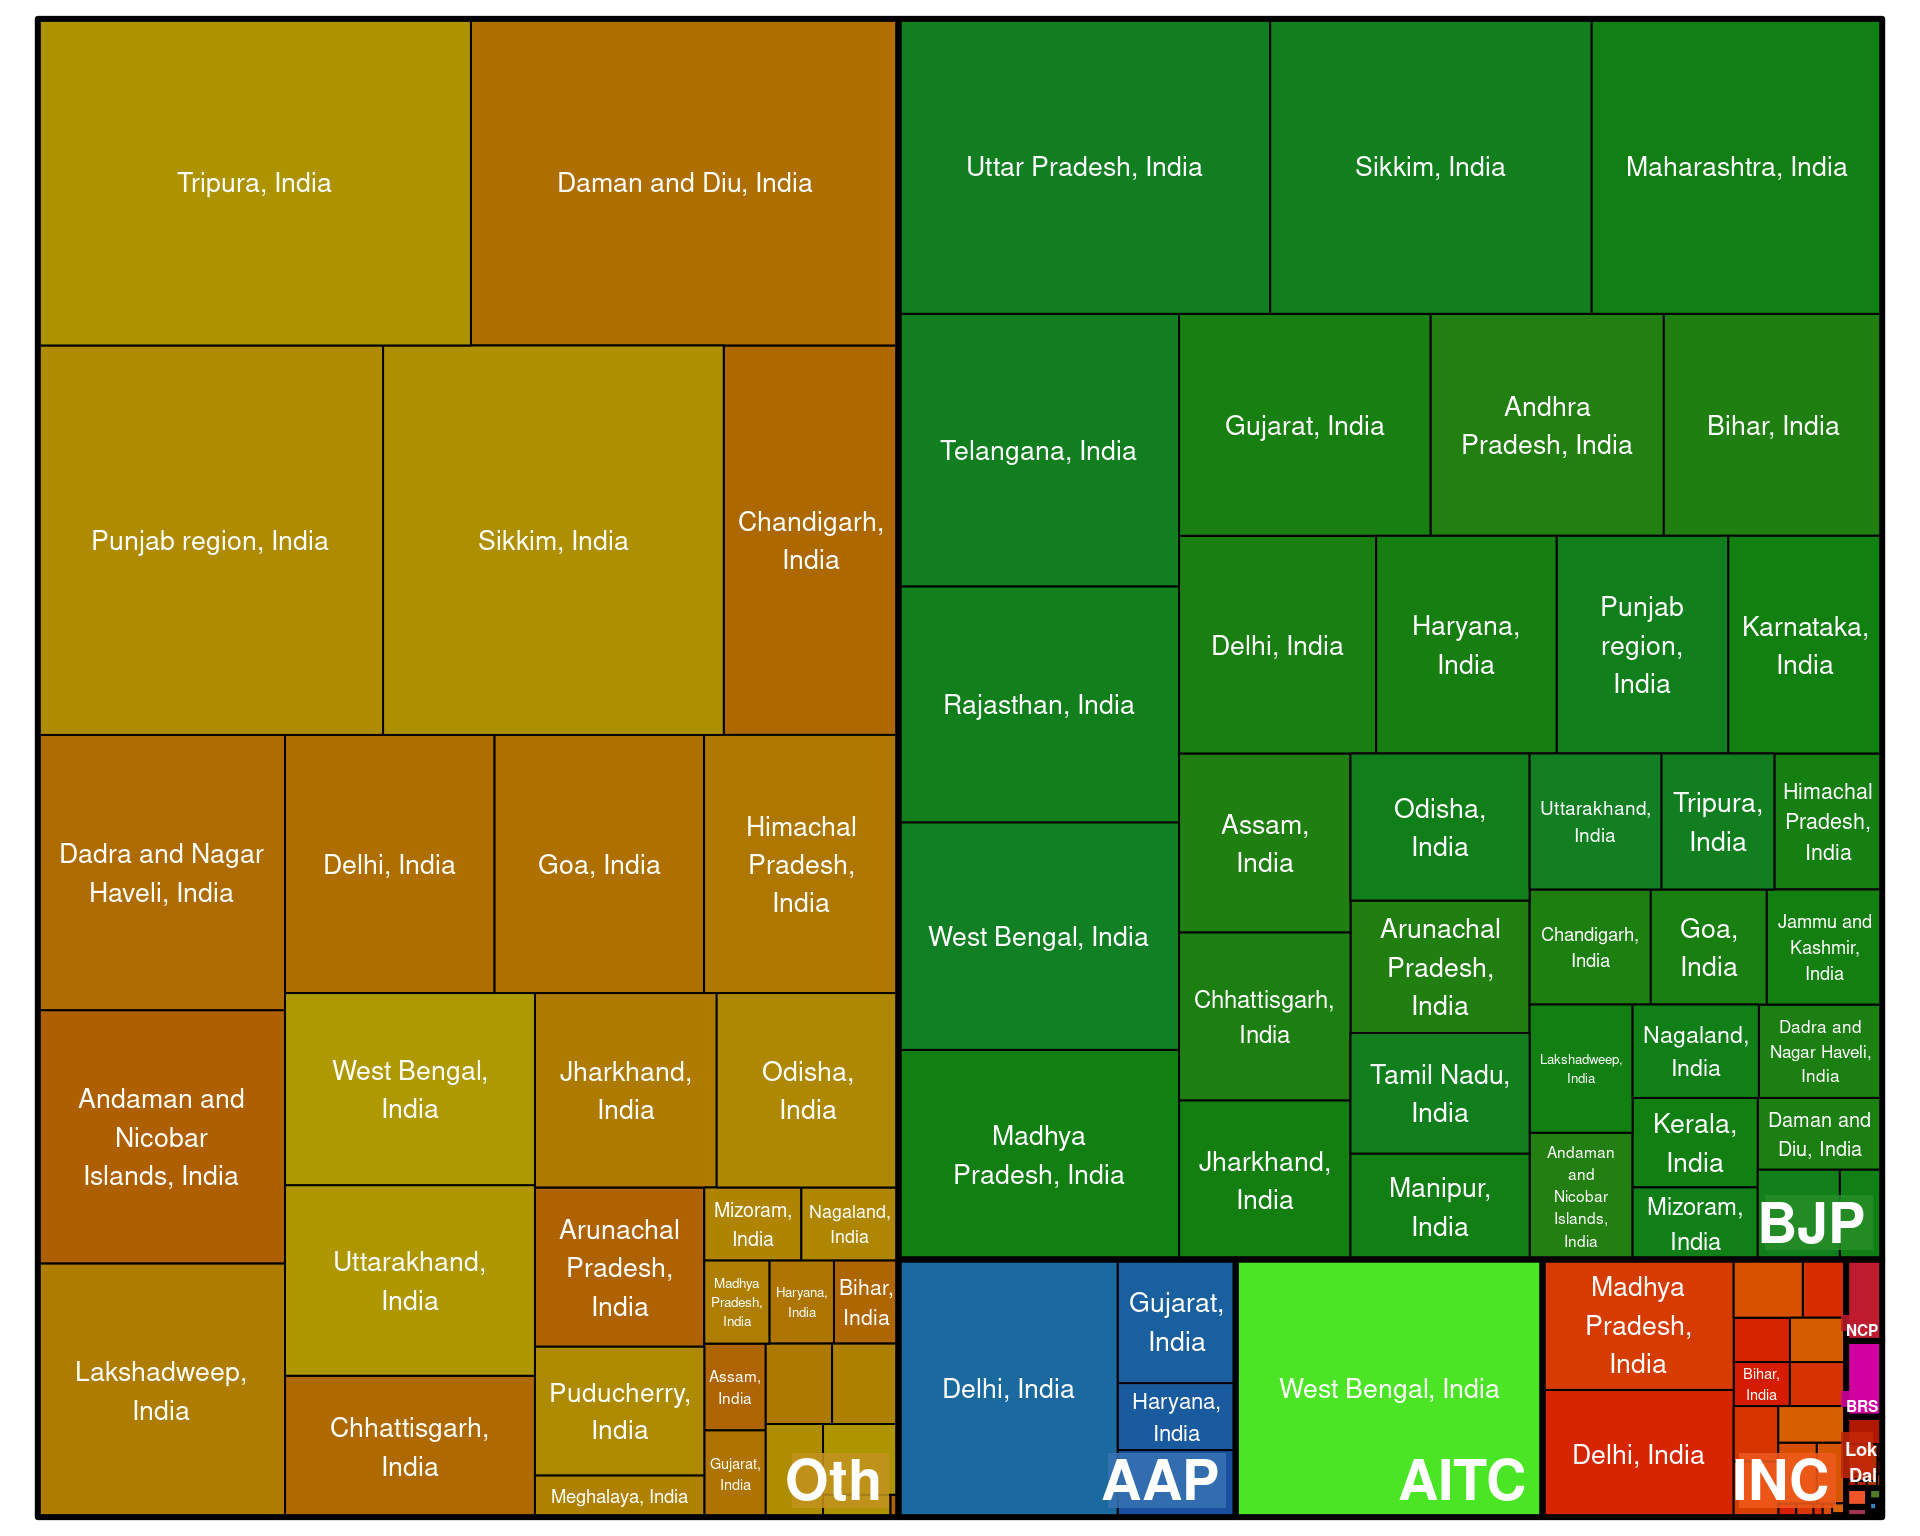 Tripura, India
Daman and Diu, India
Punjab region, India
Sikkim, India
Chandigarh,
India
Dadra and Nagar
Haveli, India
Delhi, India
Goa, India
Himachal
Pradesh,
India
Andaman and
Nicobar
Islands, India
West Bengal,
India
Jharkhand,
India
Odisha,
India
Uttarakhand,
India
Arunachal
Pradesh,
India
Mizoram,
India
Nagaland,
India
Madhya
Pradesh,
India
Haryana,
India
Bihar,
India
Lakshadweep,
India
Chhattisgarh,
India
Puducherry,
India
Meghalaya, India
Assam,
India
Gujarat,
India
Oth
Uttar Pradesh, India
Sikkim, India
Maharashtra, India
Telangana, India
Gujarat, India
Andhra
Pradesh, India
Bihar, India
Rajasthan, India
Delhi, India
Haryana,
India
Punjab
region,
India
Karnataka,
India
West Bengal, India
Assam,
India
Odisha,
India
Uttarakhand,
India
Tripura,
India
Himachal
Pradesh,
India
Chhattisgarh,
India
Arunachal
Pradesh,
India
Chandigarh,
India
Goa,
India
Jammu and
Kashmir,
India
Madhya
Pradesh, India
Jharkhand,
India
Tamil Nadu,
India
Manipur,
India
Lakshadweep,
India
Nagaland,
India
Dadra and
Nagar Haveli,
India
Andaman
and
Nicobar
Islands,
India
Kerala,
India
Daman and
Diu, India
Mizoram,
India
BJP
Delhi, India
Gujarat,
India
Haryana,
India
AAP
West Bengal, India
AITC
Madhya
Pradesh,
India
Delhi, India
Bihar,
India
INC
NCP
BRS
Lok
Dal